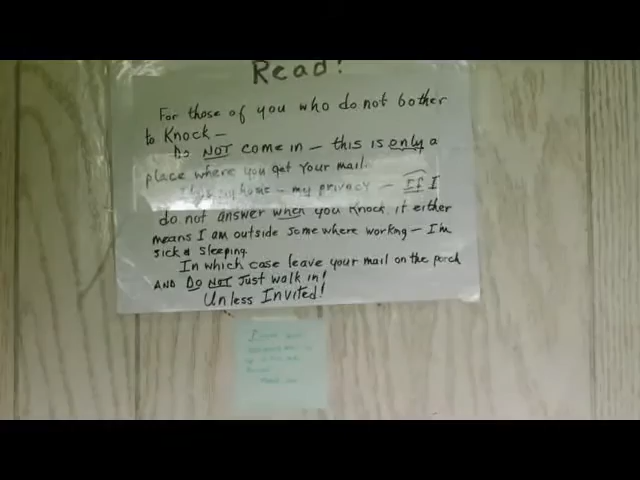 Read!
For those of you who do not bother
to Knock —
Do NOT come in — this is only a
place where you get your mail.
This is my home — my privacy — If I
do not answer when you knock it either
means I am outside some where working — I'm
sick & sleeping.
In which case leave your mail on the porch
AND DO NOT Just walk in!
Unless Invited!